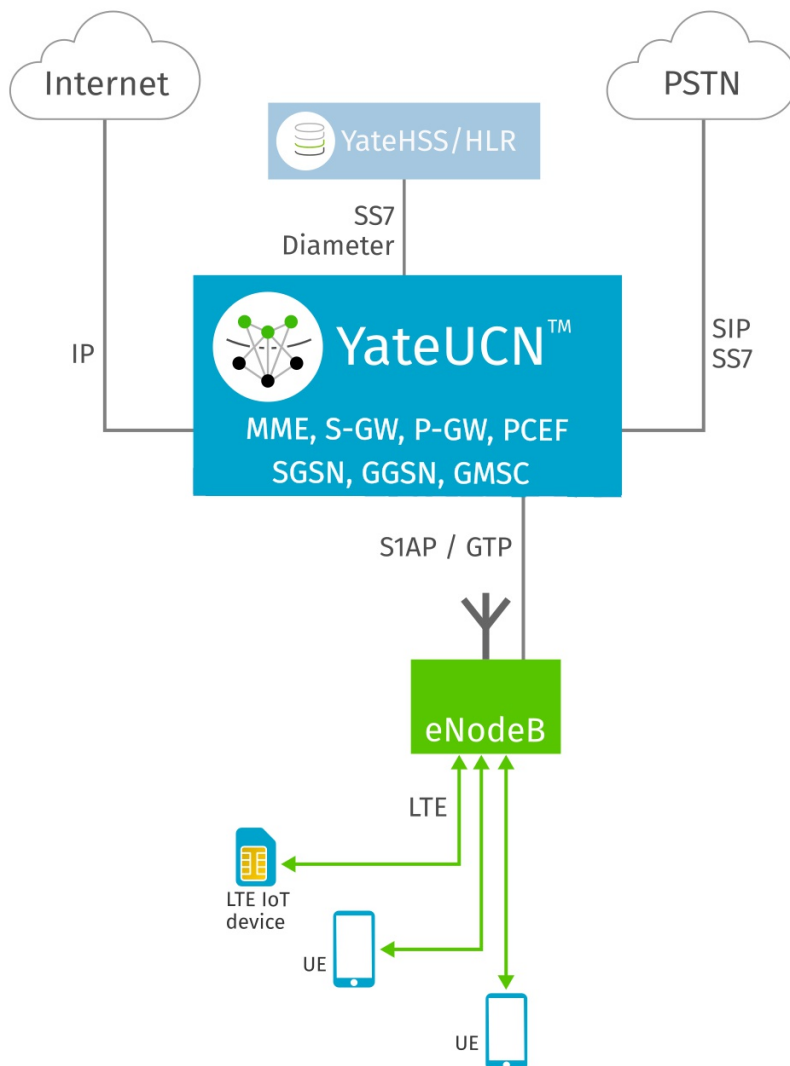 Internet
PSTN
YateHSS/HLR
SS7
Diameter
YateUCN™
IP
SIP
SS7
MME, S-GW, P-GW, PCEF
SGSN, GGSN, GMSC
S1AP / GTP
eNodeB
LTE
LTE IoT
device
UE
UE